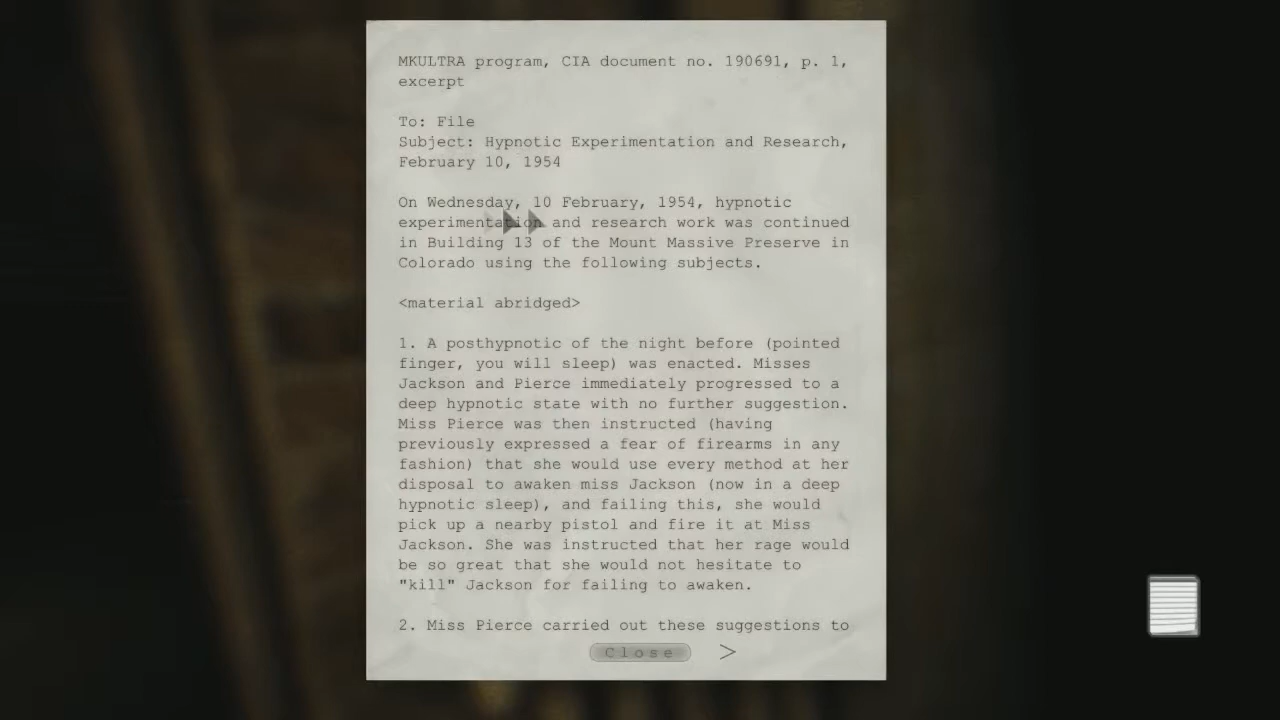 MKULTRA program, CIA document no. 190691, p. 1,
excerpt
To: File
Subject: Hypnotic Experimentation and Research,
February 10, 1954
On Wednesday, 10 February, 1954, hypnotic
experimentation and research work was continued
in Building 13 of the Mount Massive Preserve in
Colorado using the following subjects.
<material abridged>
1. A posthypnotic of the night before (pointed
finger, you will sleep) was enacted. Misses
Jackson and Pierce immediately progressed to a
deep hypnotic state with no further suggestion.
Miss Pierce was then instructed (having
previously expressed a fear of firearms in any
fashion) that she would use every method at her
disposal to awaken miss Jackson (now in a deep
hypnotic sleep), and failing this, she would
pick up a nearby pistol and fire it at Miss
Jackson. She was instructed that her rage would
be so great that she would not hesitate to
"kill" Jackson for failing to awaken.
2. Miss Pierce carried out these suggestions to
Close >